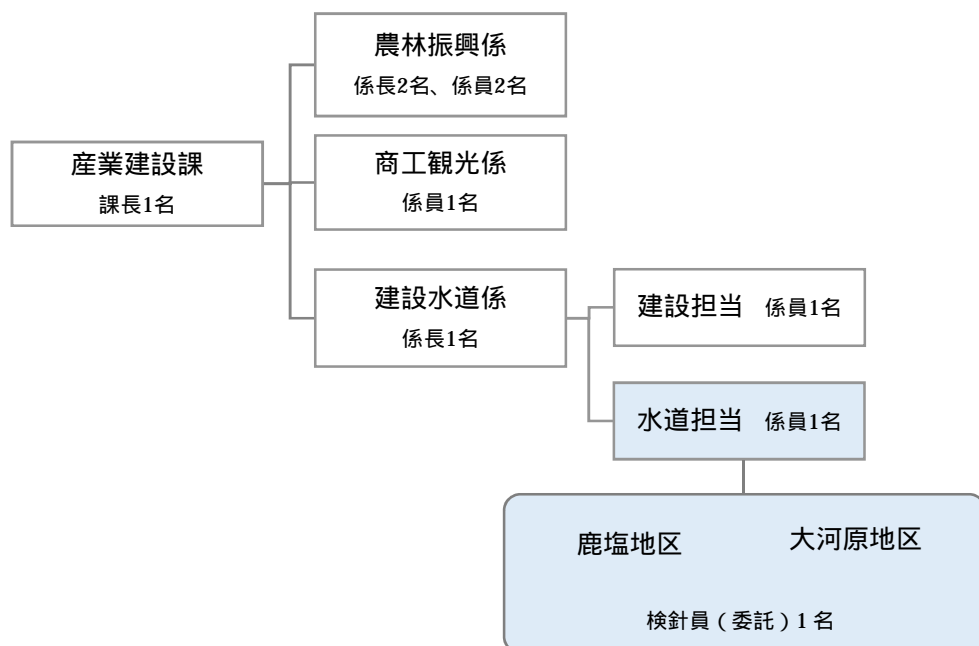 農林振興係
係長2名、係員2名
産業建設課
課長1名
商工観光係
係員1名
建設水道係
係長1名
建設担当 係員1名
水道担当 係員1名
鹿塩地区 大河原地区
検針員（委託）1名